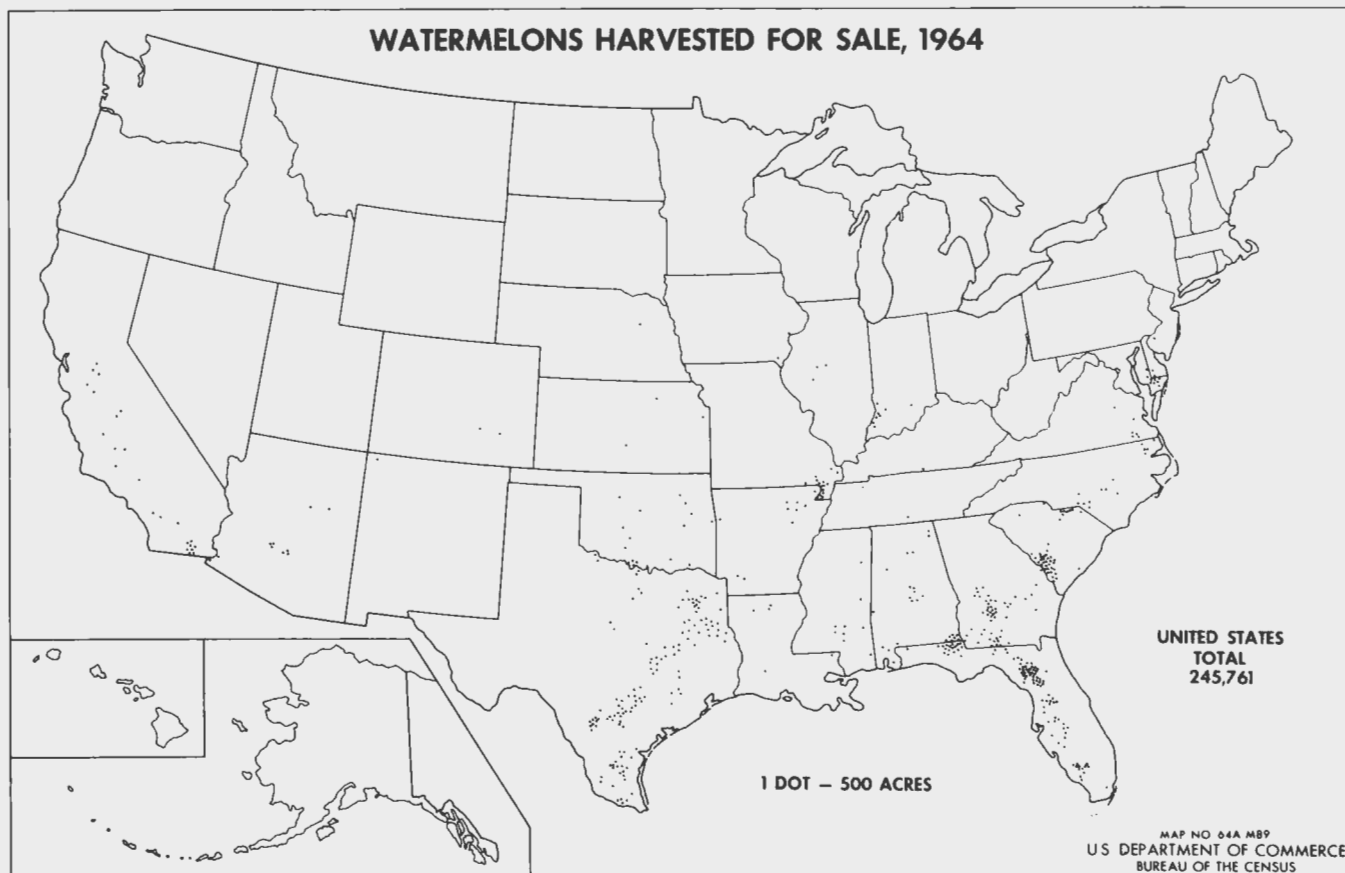 WATERMELONS HARVESTED FOR SALE, 1964
UNITED STATES
TOTAL
245,761
1 DOT – 500 ACRES
MAP NO 64A M89
U S DEPARTMENT OF COMMERCE
BUREAU OF THE CENSUS